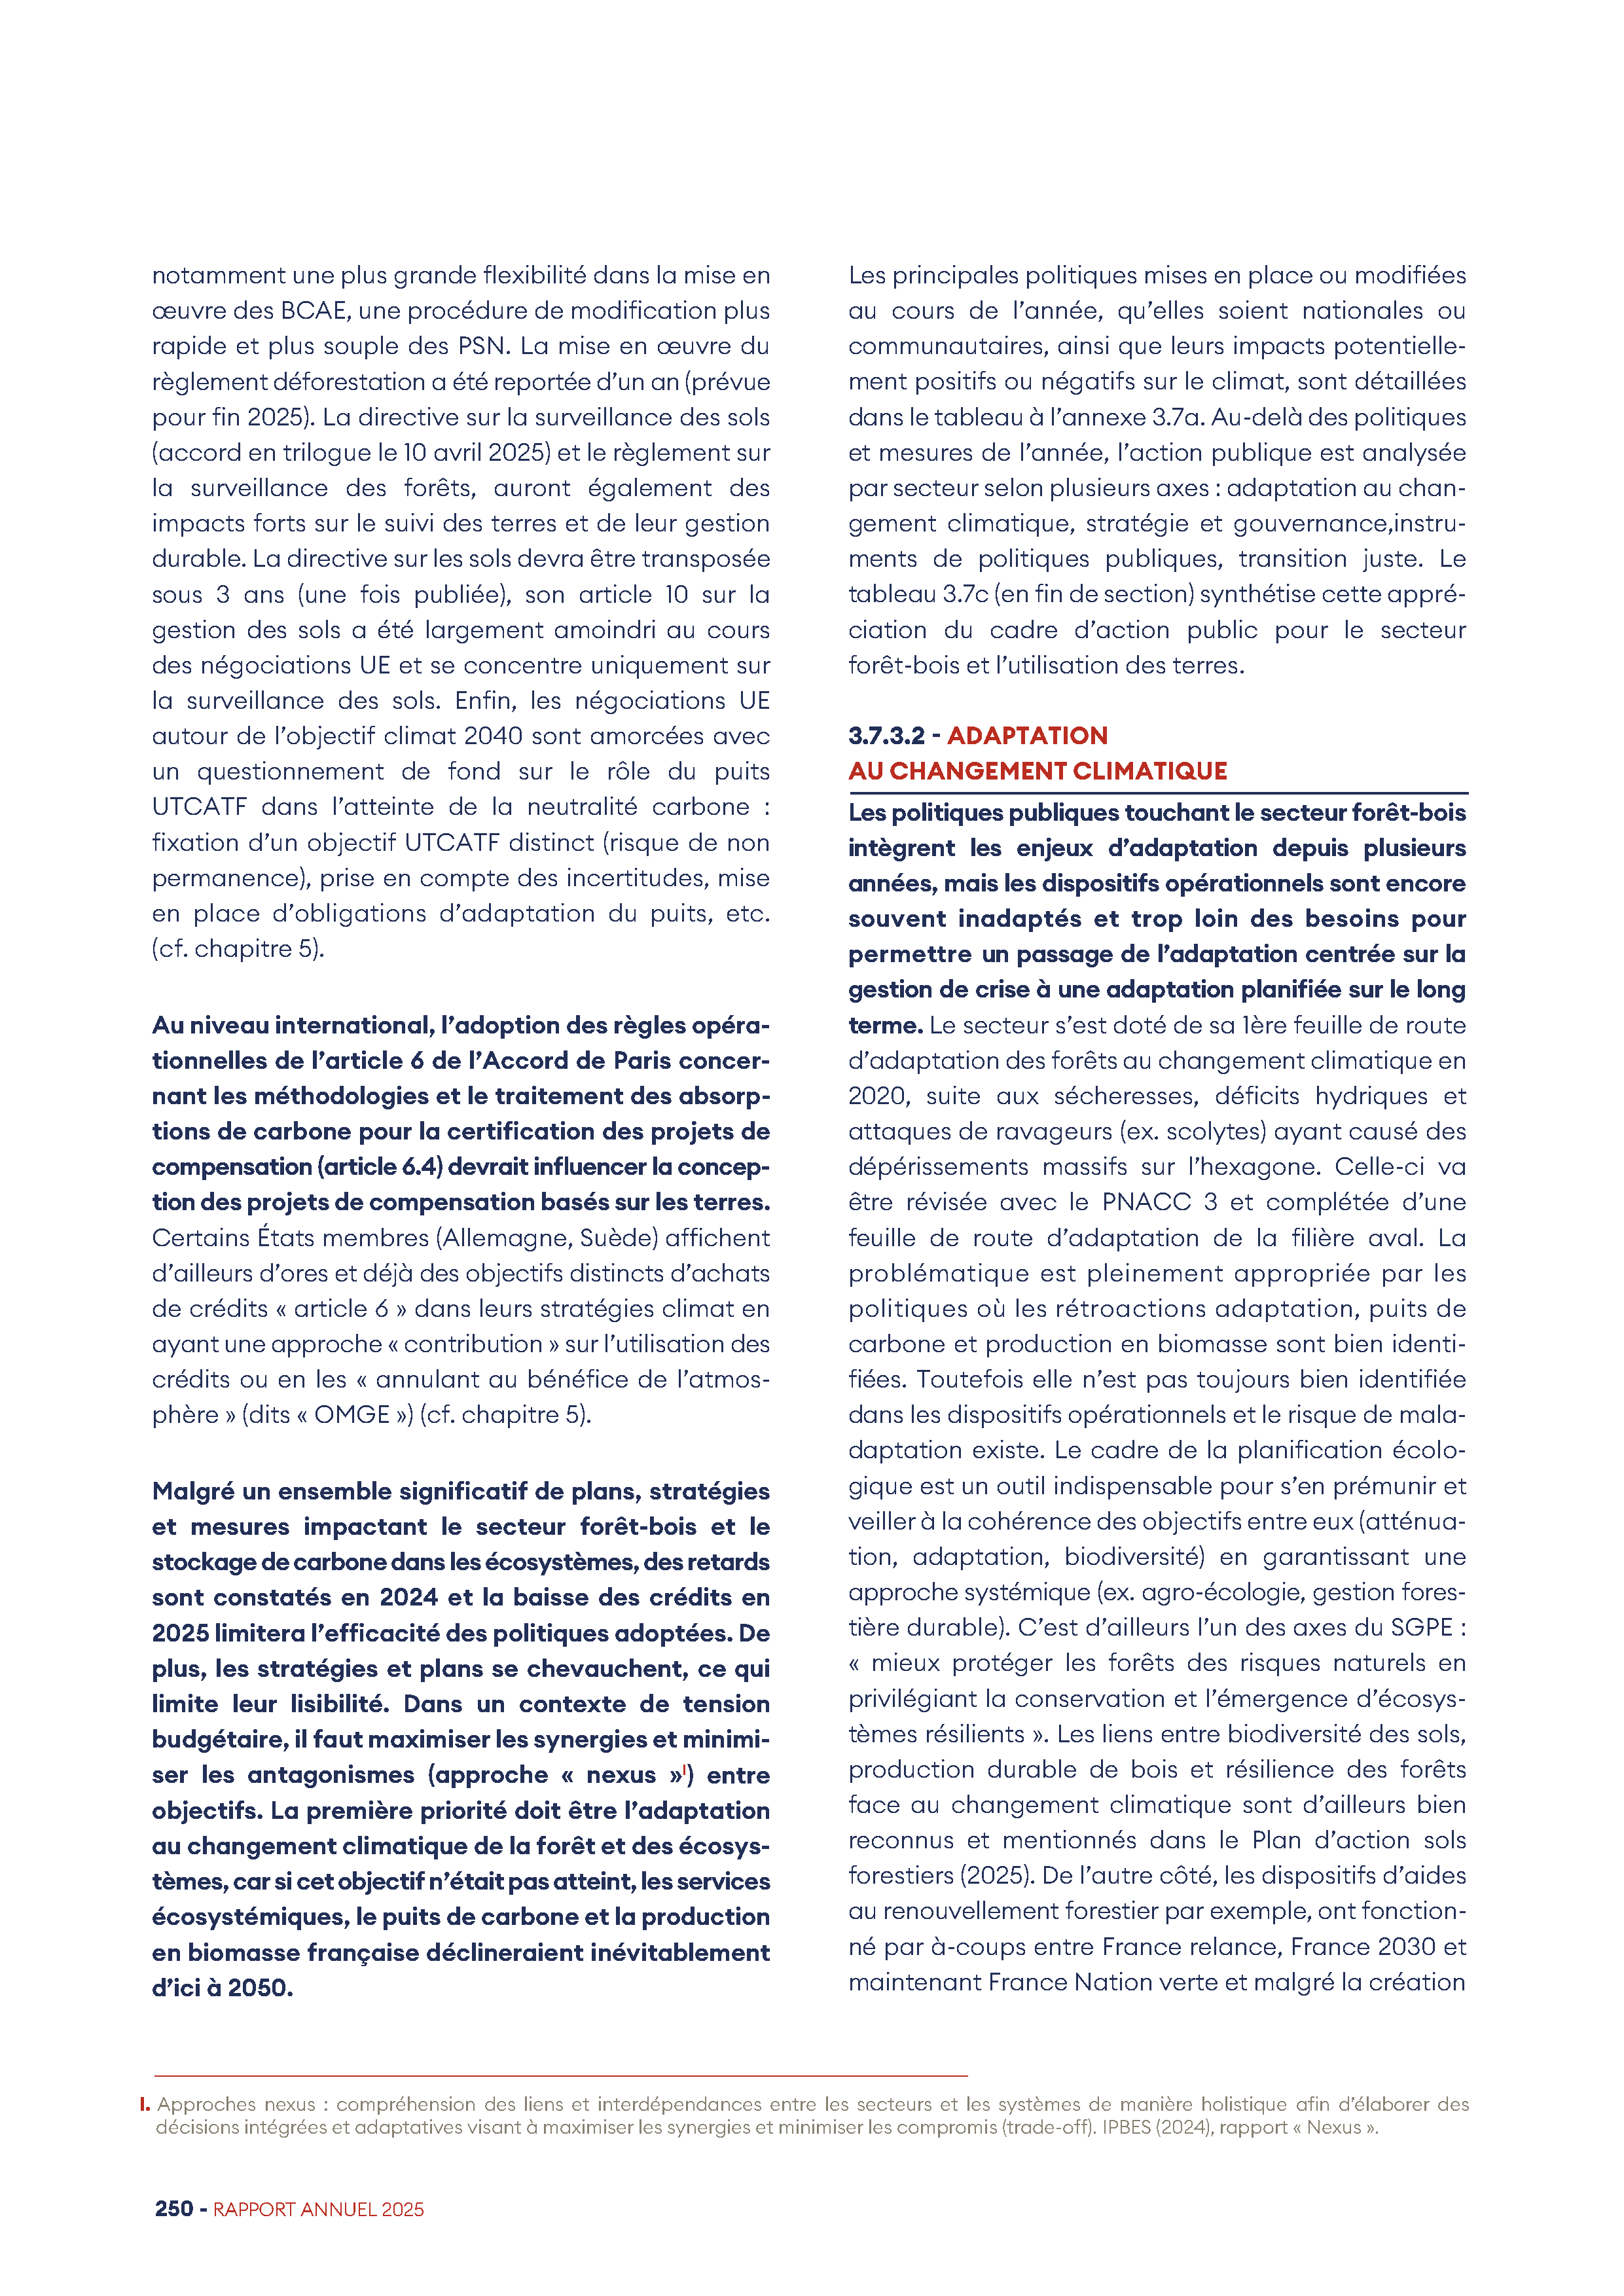 notamment une plus grande flexibilité dans la mise en
œuvre des BCAE, une procédure de modification plus
rapide et plus souple des PSN. La mise en œuvre du
règlement déforestation a été reportée d’un an (prévue
pour fin 2025). La directive sur la surveillance des sols
(accord en trilogue le 10 avril 2025) et le règlement sur
la surveillance des forêts, auront également des
impacts forts sur le suivi des terres et de leur gestion
durable. La directive sur les sols devra être transposée
sous 3 ans (une fois publiée), son article 10 sur la
gestion des sols a été largement amoindri au cours
des négociations UE et se concentre uniquement sur
la surveillance des sols. Enfin, les négociations UE
autour de l’objectif climat 2040 sont amorcées avec
un questionnement de fond sur le rôle du puits
UTCATF dans l’atteinte de la neutralité carbone :
fixation d’un objectif UTCATF distinct (risque de non
permanence), prise en compte des incertitudes, mise
en place d’obligations d’adaptation du puits, etc.
(cf. chapitre 5).
Au niveau international, l’adoption des règles opéra-
tionnelles de l’article 6 de l’Accord de Paris concer-
nant les méthodologies et le traitement des absorp-
tions de carbone pour la certification des projets de
compensation (article 6.4) devrait influencer la concep-
tion des projets de compensation basés sur les terres.
Certains États membres (Allemagne, Suède) affichent
d’ailleurs d’ores et déjà des objectifs distincts d’achats
de crédits « article 6 » dans leurs stratégies climat en
ayant une approche « contribution » sur l’utilisation des
crédits ou en les « annulant au bénéfice de l’atmos-
phère » (dits « OMGE ») (cf. chapitre 5).
Malgré un ensemble significatif de plans, stratégies
et mesures impactant le secteur forêt-bois et le
stockage de carbone dans les écosystèmes, des retards
sont constatés en 2024 et la baisse des crédits en
2025 limitera l’efficacité des politiques adoptées. De
plus, les stratégies et plans se chevauchent, ce qui
limite leur lisibilité. Dans un contexte de tension
budgétaire, il faut maximiser les synergies et minimi-
ser les antagonismes (approche « nexus »I) entre
objectifs. La première priorité doit être l’adaptation
au changement climatique de la forêt et des écosys-
tèmes, car si cet objectif n’était pas atteint, les services
écosystémiques, le puits de carbone et la production
en biomasse française déclineraient inévitablement
d’ici à 2050.
Les principales politiques mises en place ou modifiées
au cours de l’année, qu’elles soient nationales ou
communautaires, ainsi que leurs impacts potentielle-
ment positifs ou négatifs sur le climat, sont détaillées
dans le tableau à l’annexe 3.7a. Au-delà des politiques
et mesures de l’année, l’action publique est analysée
par secteur selon plusieurs axes : adaptation au chan-
gement climatique, stratégie et gouvernance,instru-
ments de politiques publiques, transition juste. Le
tableau 3.7c (en fin de section) synthétise cette appré-
ciation du cadre d’action public pour le secteur
forêt-bois et l’utilisation des terres.
3.7.3.2 - ADAPTATION
AU CHANGEMENT CLIMATIQUE
Les politiques publiques touchant le secteur forêt-bois
intègrent les enjeux d’adaptation depuis plusieurs
années, mais les dispositifs opérationnels sont encore
souvent inadaptés et trop loin des besoins pour
permettre un passage de l’adaptation centrée sur la
gestion de crise à une adaptation planifiée sur le long
terme. Le secteur s’est doté de sa 1ère feuille de route
d’adaptation des forêts au changement climatique en
2020, suite aux sécheresses, déficits hydriques et
attaques de ravageurs (ex. scolytes) ayant causé des
dépérissements massifs sur l’hexagone. Celle-ci va
être révisée avec le PNACC 3 et complétée d’une
feuille de route d’adaptation de la filière aval. La
problématique est pleinement appropriée par les
politiques où les rétroactions adaptation, puits de
carbone et production en biomasse sont bien identi-
fiées. Toutefois elle n’est pas toujours bien identifiée
dans les dispositifs opérationnels et le risque de mala-
daptation existe. Le cadre de la planification écolo-
gique est un outil indispensable pour s’en prémunir et
veiller à la cohérence des objectifs entre eux (atténua-
tion, adaptation, biodiversité) en garantissant une
approche systémique (ex. agro-écologie, gestion fores-
tière durable). C’est d’ailleurs l’un des axes du SGPE :
« mieux protéger les forêts des risques naturels en
privilégiant la conservation et l’émergence d’écosys-
tèmes résilients ». Les liens entre biodiversité des sols,
production durable de bois et résilience des forêts
face au changement climatique sont d’ailleurs bien
reconnus et mentionnés dans le Plan d’action sols
forestiers (2025). De l’autre côté, les dispositifs d’aides
au renouvellement forestier par exemple, ont fonction-
né par à-coups entre France relance, France 2030 et
maintenant France Nation verte et malgré la création
I. Approches nexus : compréhension des liens et interdépendances entre les secteurs et les systèmes de manière holistique afin d’élaborer des
décisions intégrées et adaptatives visant à maximiser les synergies et minimiser les compromis (trade-off). IPBES (2024), rapport « Nexus ».
250 - RAPPORT ANNUEL 2025